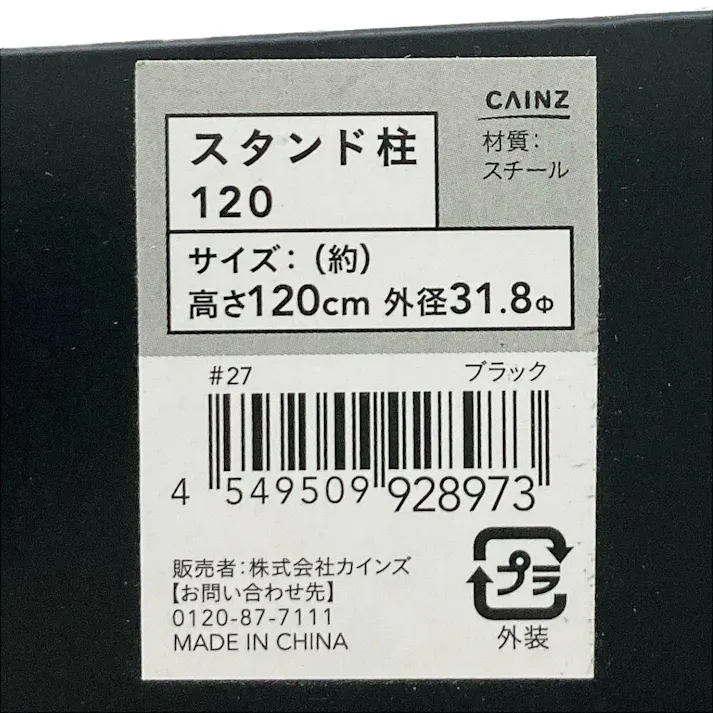 CAINZ
材質：
スチール
スタンド柱
120
サイズ：（約）
高さ120cm 外径31.8Φ
#27 ブラック
4 549509 928973
販売者：株式会社カインズ
【お問い合わせ先】
0120-87-7111
MADE IN CHINA
プラ
外装